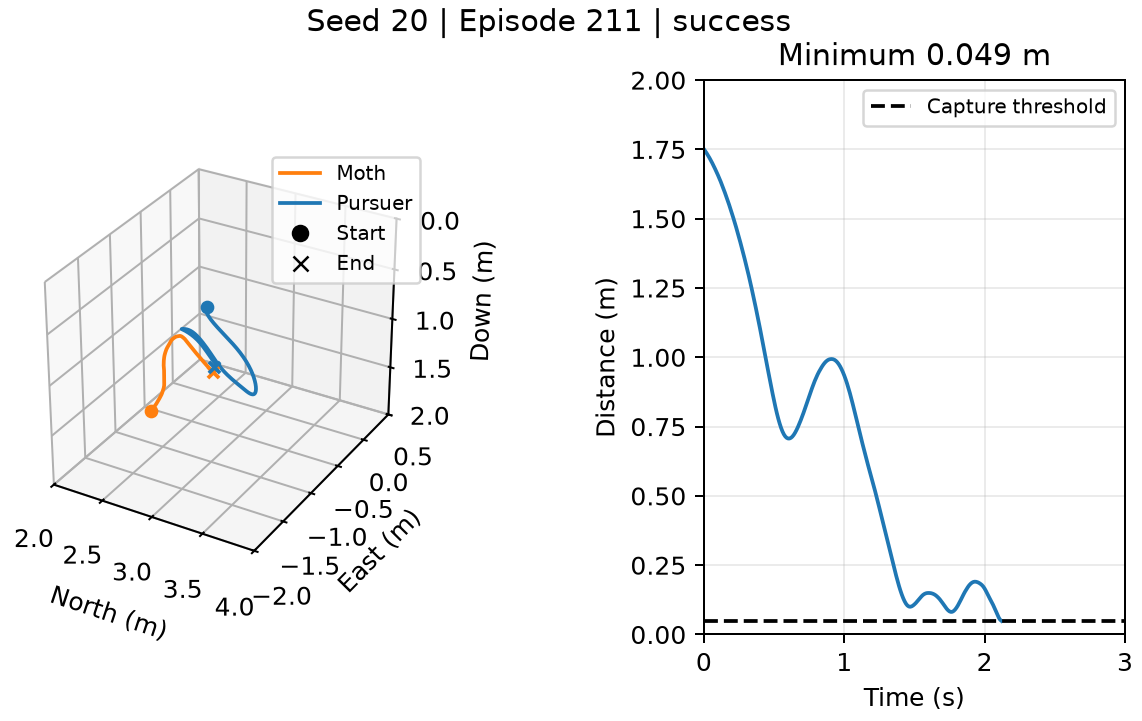 Seed 20 | Episode 211 | success
Minimum 0.049 m
Moth
Pursuer
Start
End
0.0
0.5
1.0
1.5
2.0
Down (m)
2.0
2.5
3.0
3.5
4.0
North (m)
−2.0
−1.5
−1.0
−0.5
0.0
0.5
East (m)
Capture threshold
2.00
1.75
1.50
1.25
1.00
0.75
0.50
0.25
0.00
Distance (m)
0
1
2
3
Time (s)